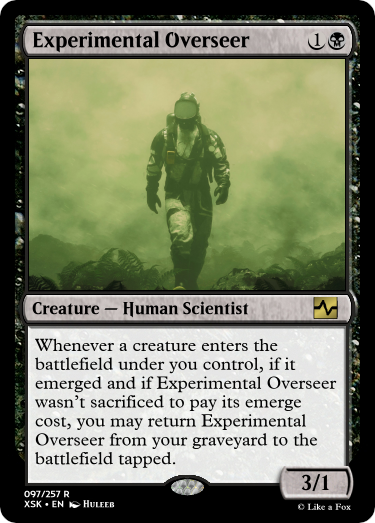 Experimental Overseer 1
Creature — Human Scientist
Whenever a creature enters the
battlefield under you control, if it
emerged and if Experimental Overseer
wasn't sacrificed to pay its emerge
cost, you may return Experimental
Overseer from your graveyard to the
battlefield tapped.
3/1
097/257 R
XSK • EN Huleeb
© Like a Fox